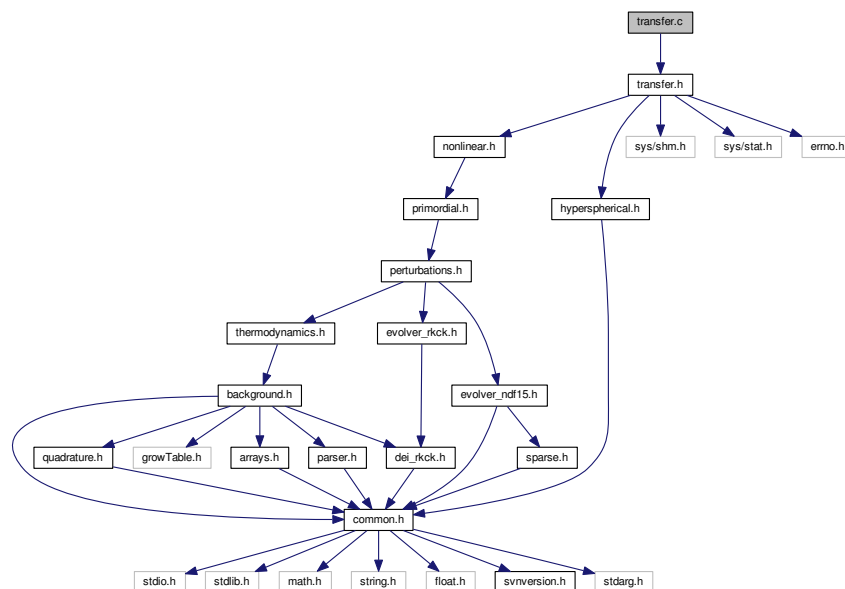 transfer.c
transfer.h
nonlinear.h
sys/shm.h
sys/stat.h
errno.h
primordial.h
hyperspherical.h
perturbations.h
thermodynamics.h
evolver_rkck.h
background.h
evolver_ndf15.h
quadrature.h
growTable.h
arrays.h
parser.h
dei_rkck.h
sparse.h
common.h
stdio.h
stdlib.h
math.h
string.h
float.h
svnversion.h
stdarg.h